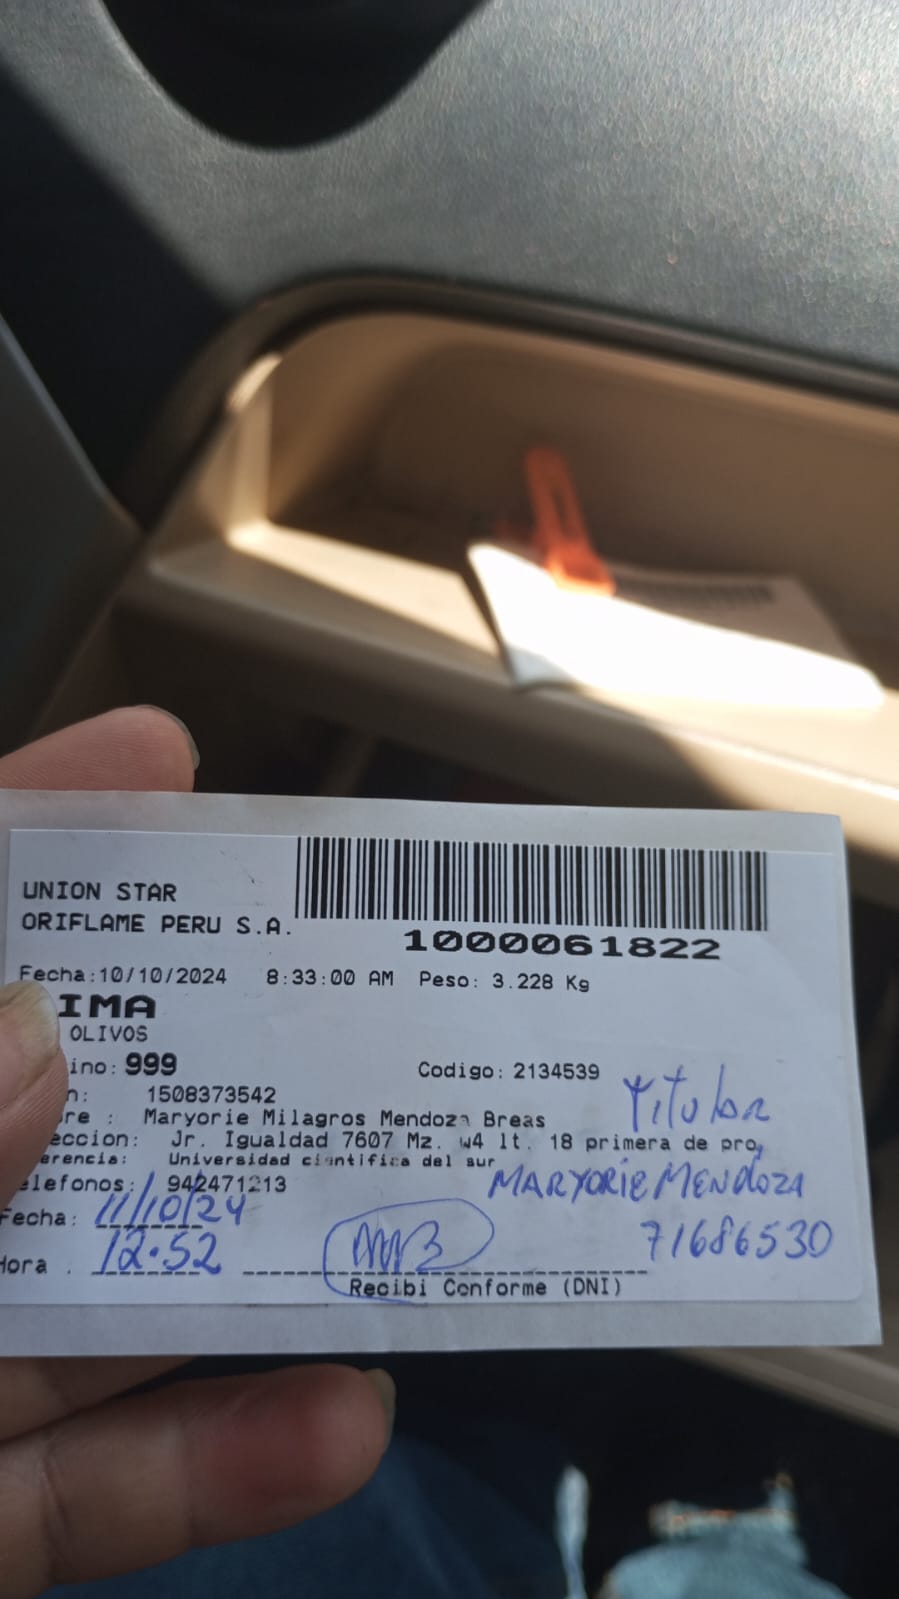 UNION STAR
ORIFLAME PERU S.A.
1000061822
Fecha:10/10/2024 8:33:00 AM Peso: 3.228 Kg
IMA
OLIVOS
ino: 999 Codigo: 2134539
n: 1508373542
Titular
re : Maryorie Milagros Mendoza Breas
eccion: Jr. Igualdad 7607 Mz. w4 lt. 18 primera de pro,
erencia: Universidad cientifica del sur
elefonos: 942471213
MARYORIE MENDOZA
Fecha: 11/10/24
71686530
Hora : 12.52
Recibi Conforme (DNI)